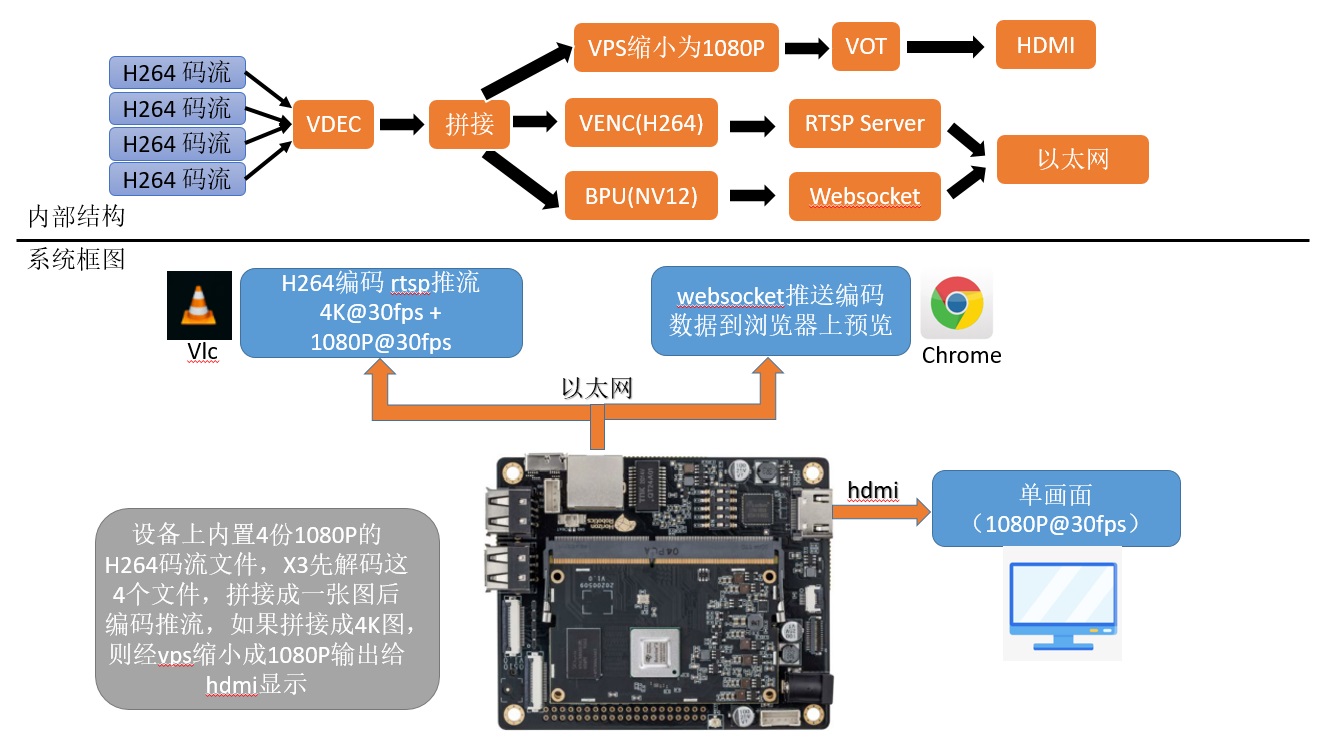 VPS缩小为1080P
VOT
HDMI
H264 码流
H264 码流
H264 码流
H264 码流
VDEC
拼接
VENC(H264)
RTSP Server
以太网
BPU(NV12)
Websocket
内部结构
系统框图
Vlc
H264编码 rtsp推流
4K@30fps +
1080P@30fps
websocket推送编码
数据到浏览器上预览
Chrome
以太网
hdmi
单画面
（1080P@30fps）
设备上内置4份1080P的
H264码流文件，X3先解码这
4个文件，拼接成一张图后
编码推流，如果拼接成4K图，
则经vps缩小成1080P输出给
hdmi显示
Horizon
Robotics
20200509
V1.0